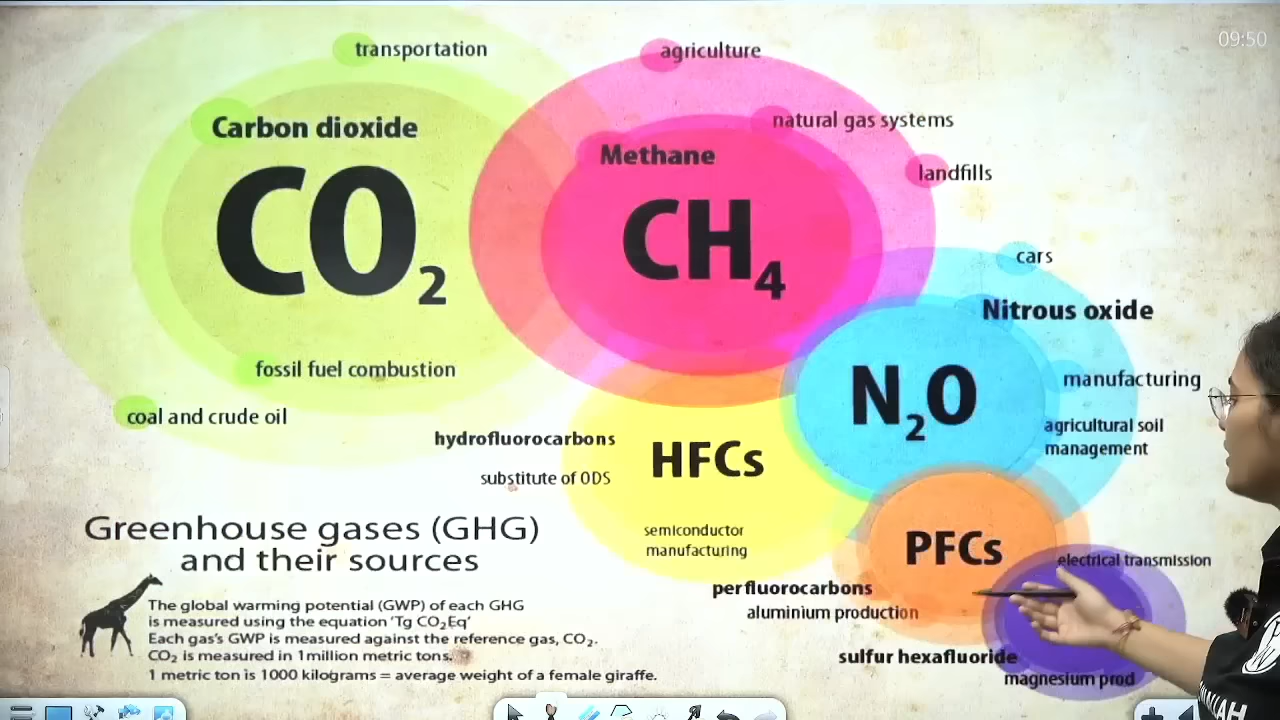 09:50
transportation
agriculture
Carbon dioxide
natural gas systems
Methane
landfills
CO₂
CH₄
cars
Nitrous oxide
fossil fuel combustion
manufacturing
N₂O
coal and crude oil
agricultural soil
management
hydrofluorocarbons
HFCs
substitute of ODS
Greenhouse gases (GHG)
and their sources
semiconductor
manufacturing
PFCs
electrical transmission
perfluorocarbons
aluminium production
The global warming potential (GWP) of each GHG
is measured using the equation 'Tg CO₂Eq'
Each gas's GWP is measured against the reference gas, CO₂.
CO₂ is measured in 1million metric tons.
1 metric ton is 1000 kilograms = average weight of a female giraffe.
sulfur hexafluoride
magnesium prod